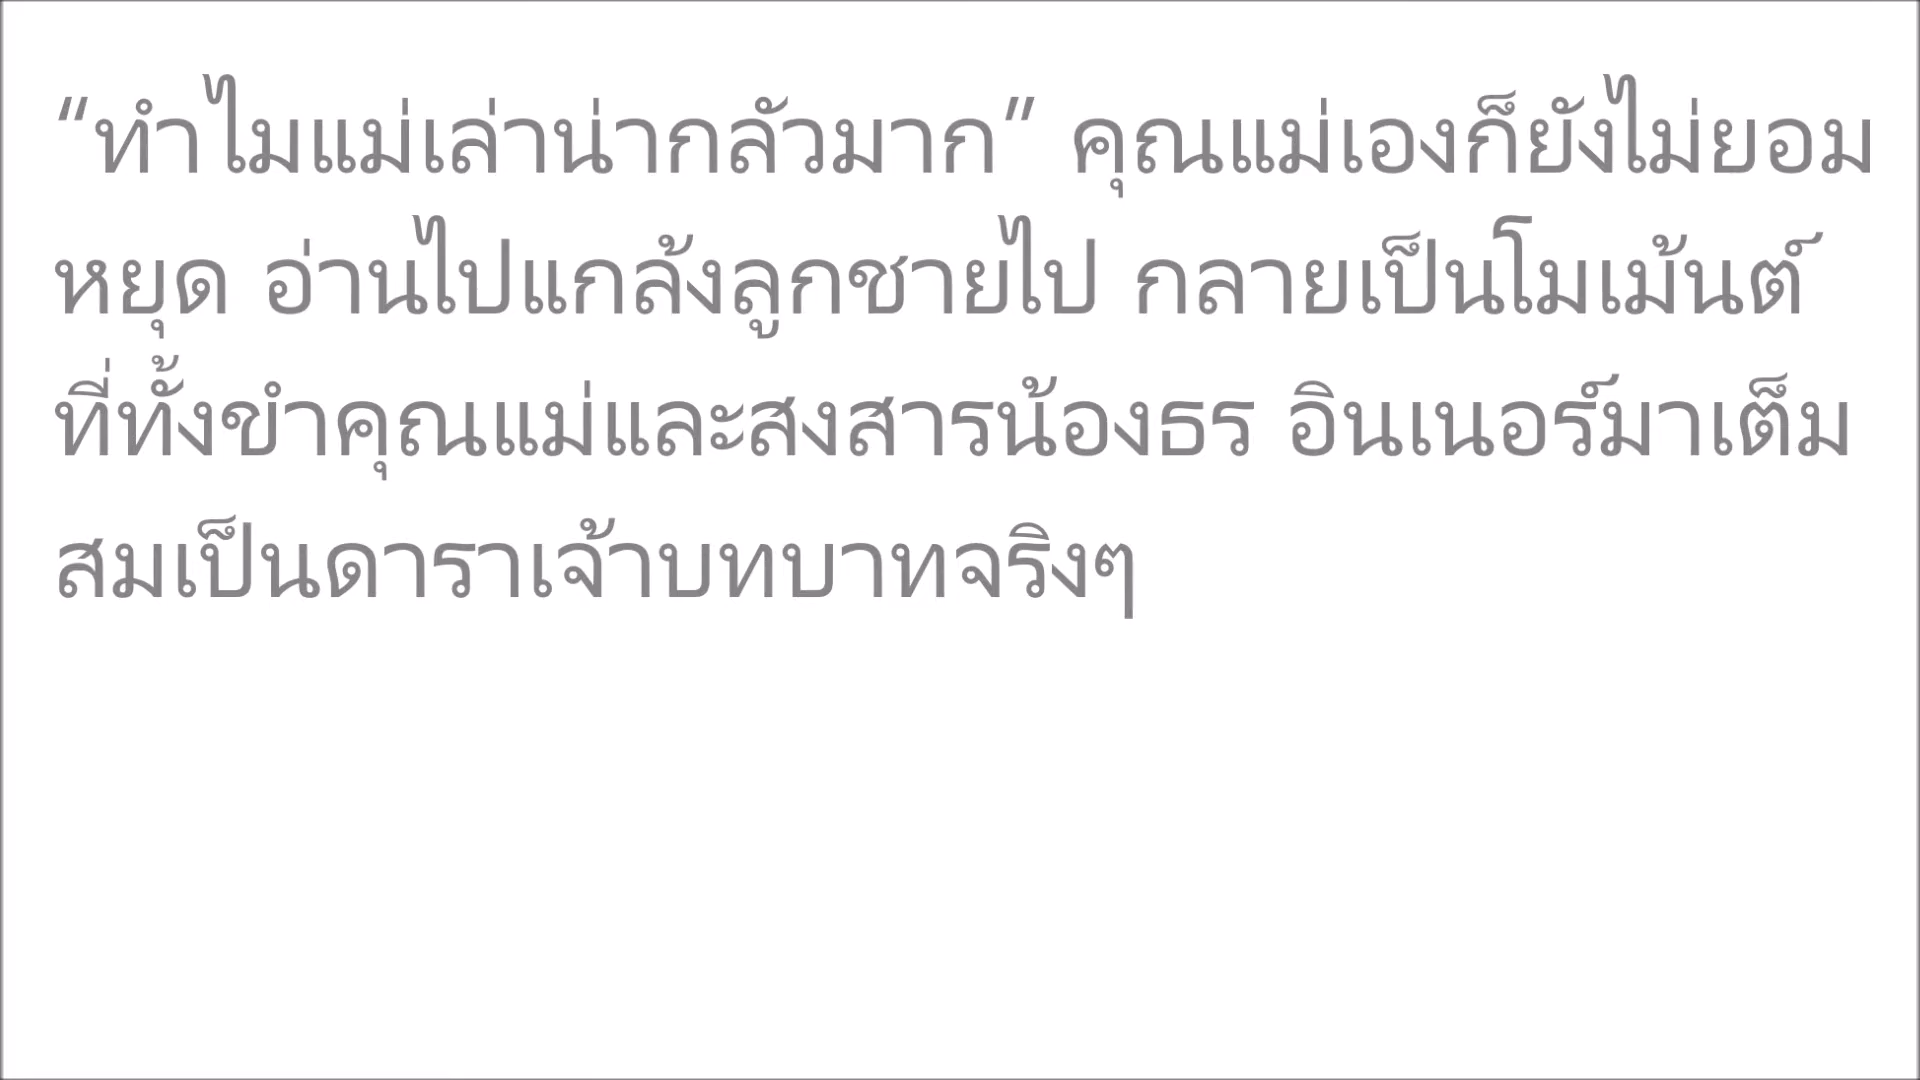 “ทำไมแม่เล่าน่ากลัวมาก” คุณแม่เองก็ยังไม่ยอม
หยุด อ่านไปแกล้งลูกชายไป กลายเป็นโมเม้นต์
ที่ทั้งขำคุณแม่และสงสารน้องธร อินเนอร์มาเต็ม
สมเป็นดาราเจ้าบทบาทจริงๆ